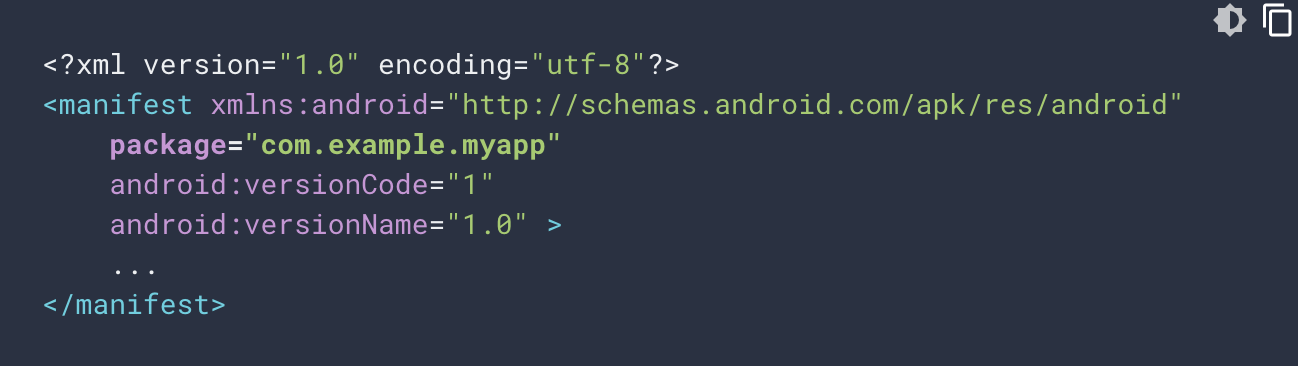 <?xml version="1.0" encoding="utf-8"?>
<manifest xmlns:android="http://schemas.android.com/apk/res/android"
    package="com.example.myapp"
    android:versionCode="1"
    android:versionName="1.0" >
    ...
</manifest>